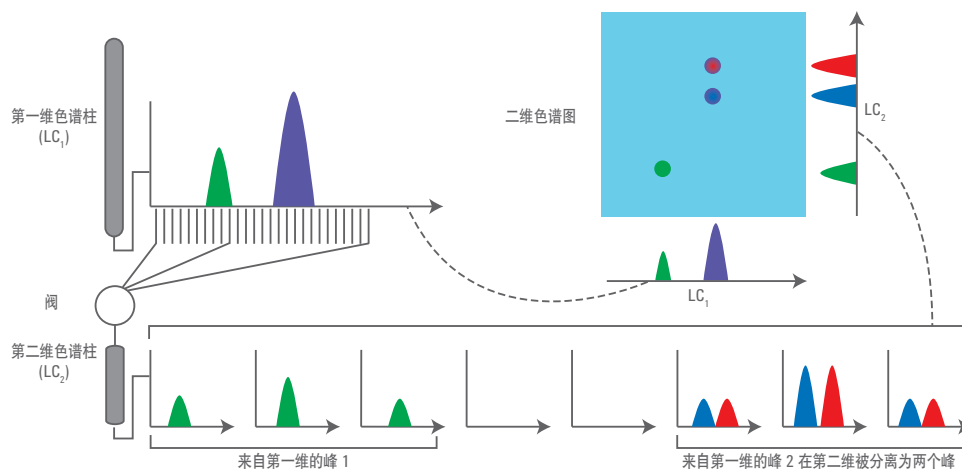 第一维色谱柱
(LC₁)
二维色谱图
LC₂
LC₁
阀
第二维色谱柱
(LC₂)
来自第一维的峰 1
来自第一维的峰 2 在第二维被分离为两个峰